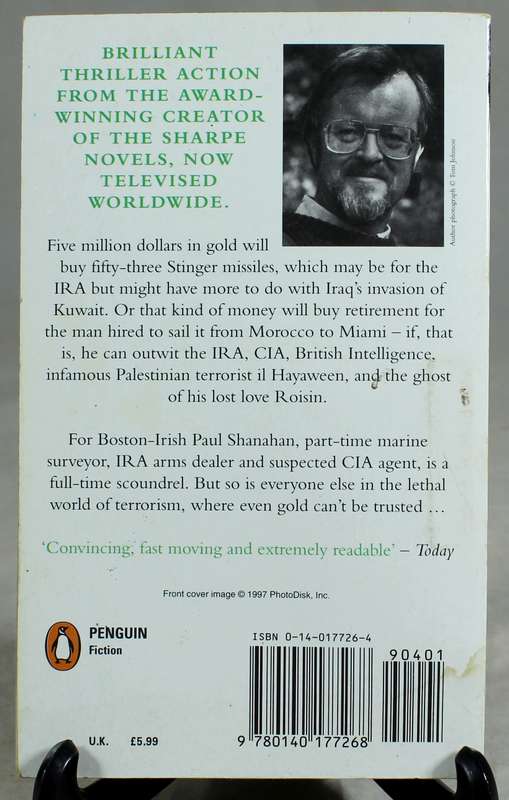 BRILLIANT
THRILLER ACTION
FROM THE AWARD-
WINNING CREATOR
OF THE SHARPE
NOVELS, NOW
TELEVISED
WORLDWIDE.
Author photograph © Tom Johnson
Five million dollars in gold will
buy fifty-three Stinger missiles, which may be for the
IRA but might have more to do with Iraq's invasion of
Kuwait. Or that kind of money will buy retirement for
the man hired to sail it from Morocco to Miami – if, that
is, he can outwit the IRA, CIA, British Intelligence,
infamous Palestinian terrorist il Hayaween, and the ghost
of his lost love Roisin.
For Boston-Irish Paul Shanahan, part-time marine
surveyor, IRA arms dealer and suspected CIA agent, is a
full-time scoundrel. But so is everyone else in the lethal
world of terrorism, where even gold can't be trusted ...
'Convincing, fast moving and extremely readable' – Today
Front cover image © 1997 PhotoDisk, Inc.
PENGUIN
Fiction
U.K. £5.99
ISBN 0-14-017726-4
90401
9 780140 177268